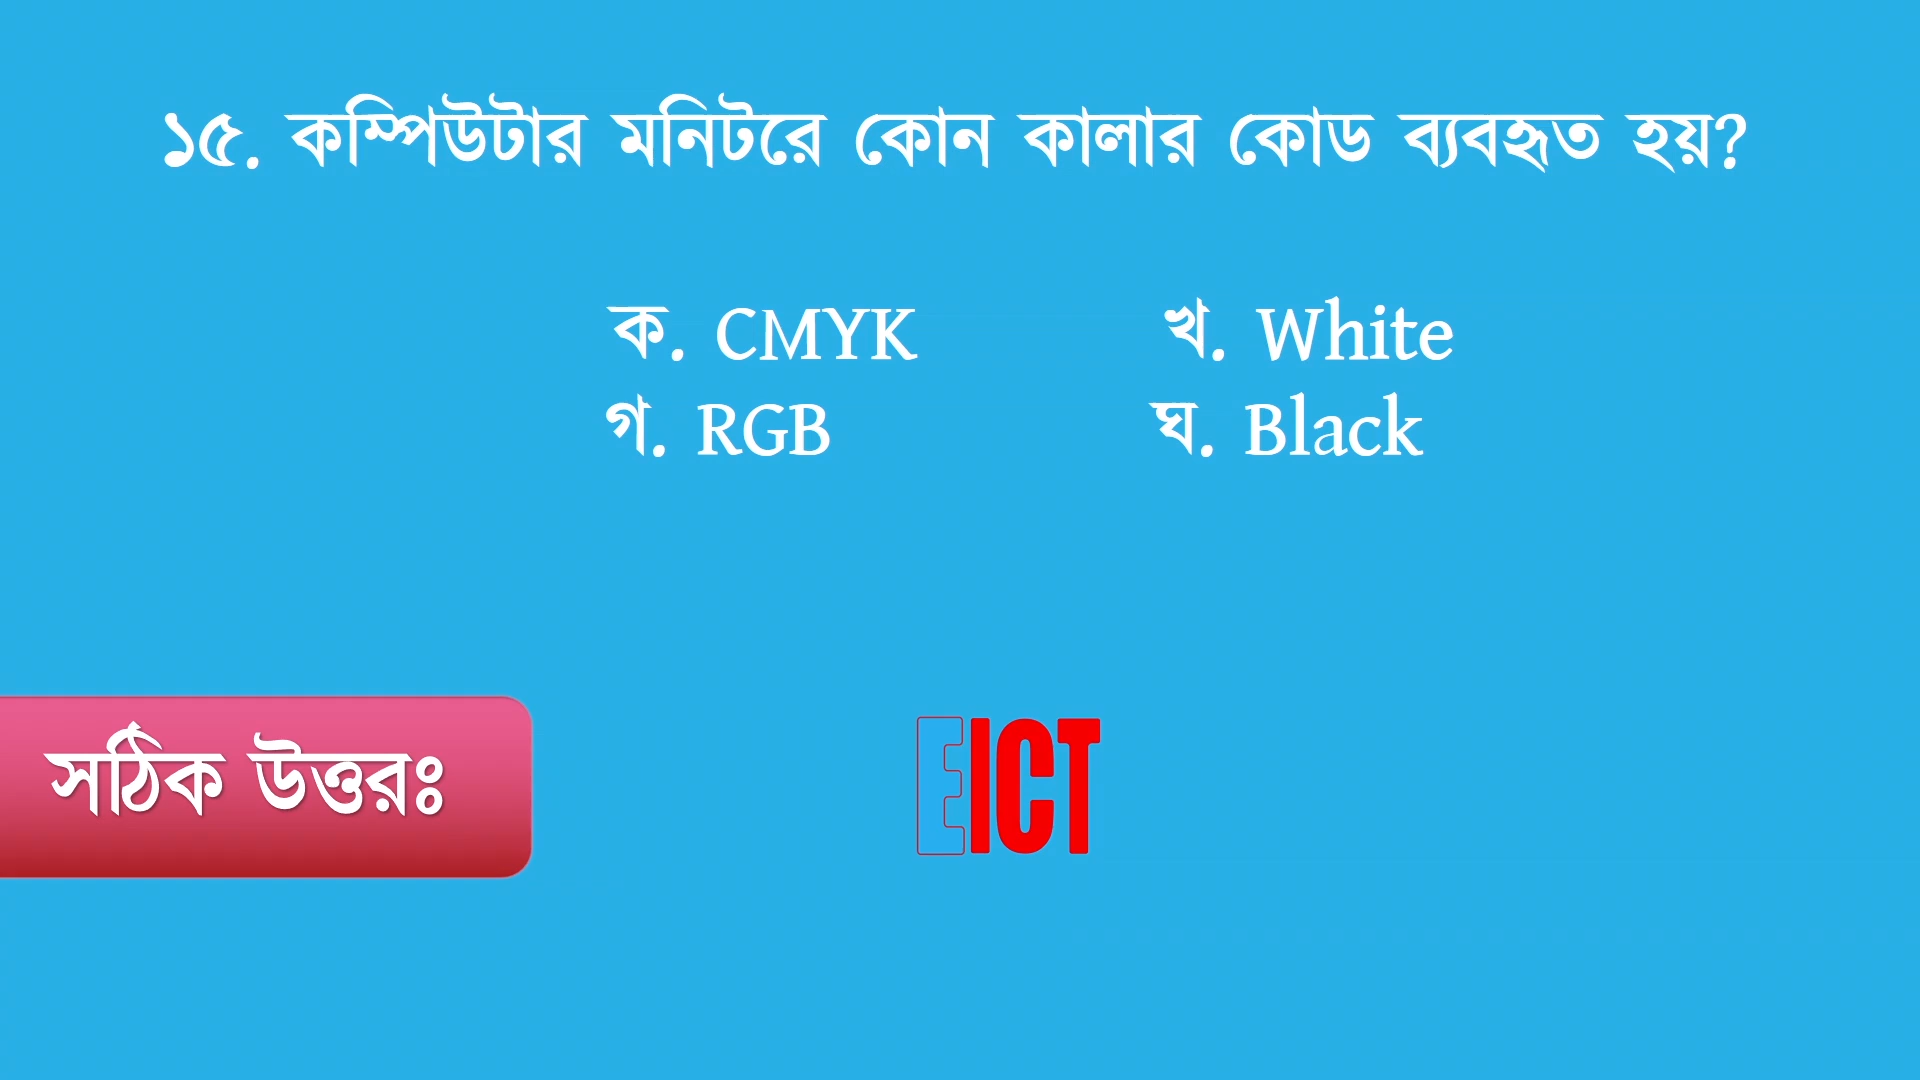 ১৫. কম্পিউটার মনিটরে কোন কালার কোড ব্যবহৃত হয়?
ক. CMYK খ. White
গ. RGB ঘ. Black
সঠিক উত্তরঃ
EICT